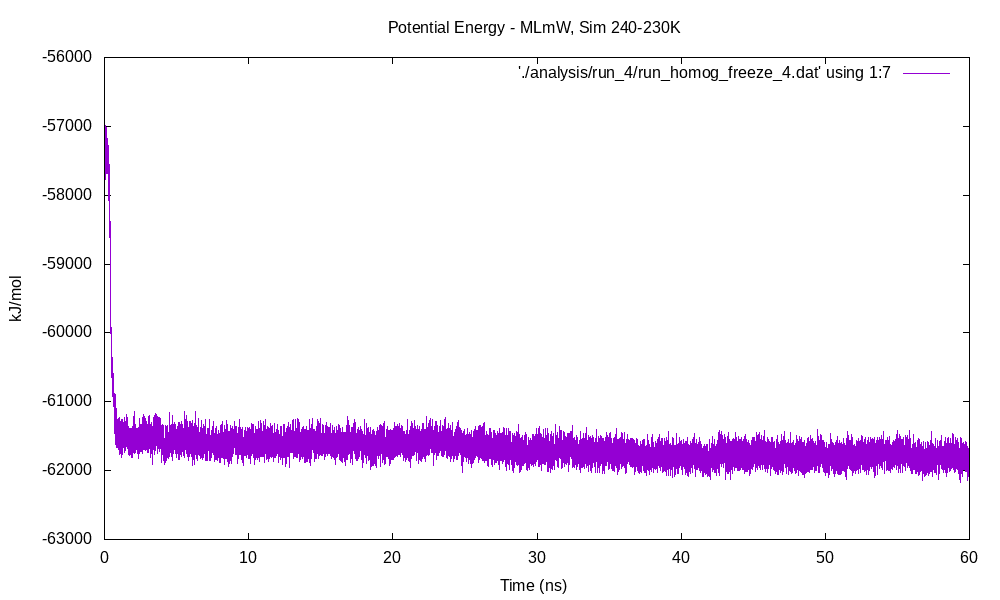 Potential Energy - MLmW, Sim 240-230K
'./analysis/run_4/run_homog_freeze_4.dat' using 1:7
-56000
-57000
-58000
-59000
-60000
-61000
-62000
-63000
kJ/mol
0 10 20 30 40 50 60
Time (ns)